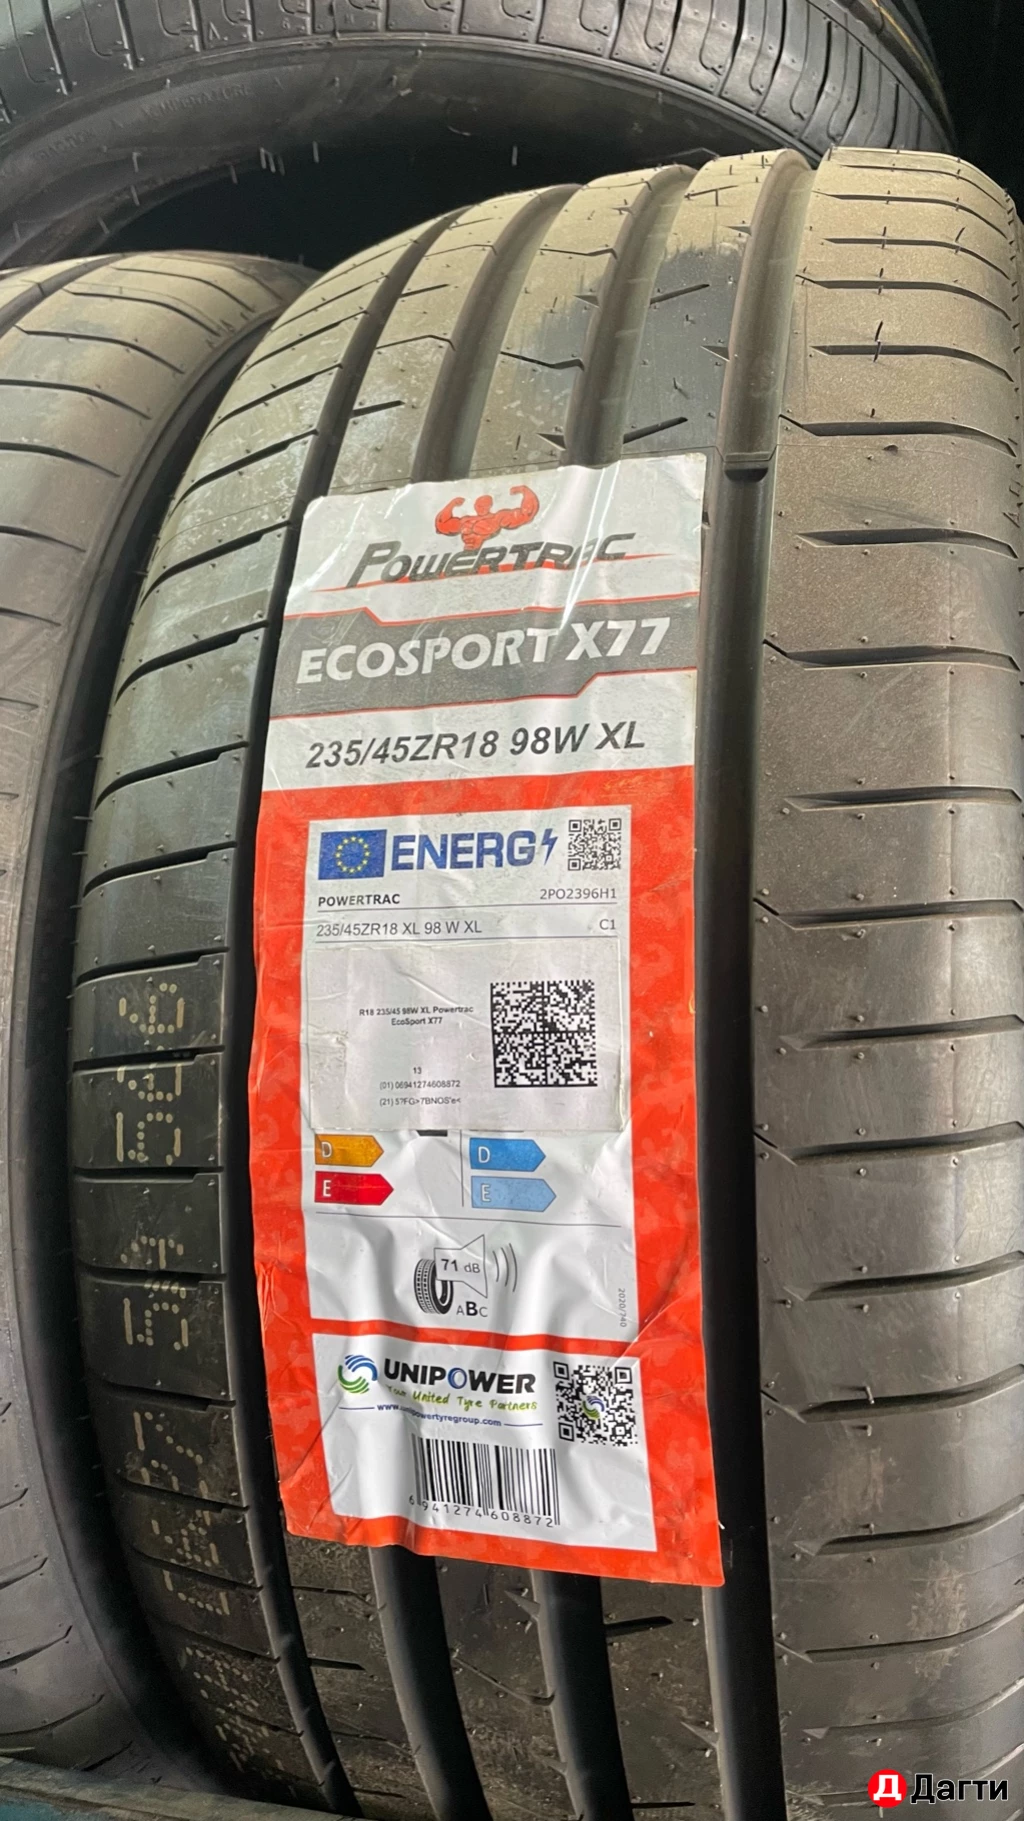 POWERTRAC
ECOSPORT X77
235/45ZR18 98W XL
ENERG
POWERTRAC
2PO2396H1
235/45ZR18 XL 98 W XL
C1
R18 235/45 98W XL Powertrac
EcoSport X77
13
(01) 06941274608872
D
D
E
E
71 dB
ABC
2020/740
UNIPOWER
Your United Tyre Partners
www.unipowertyregroup.com
6 941274 608872
Д Дагти